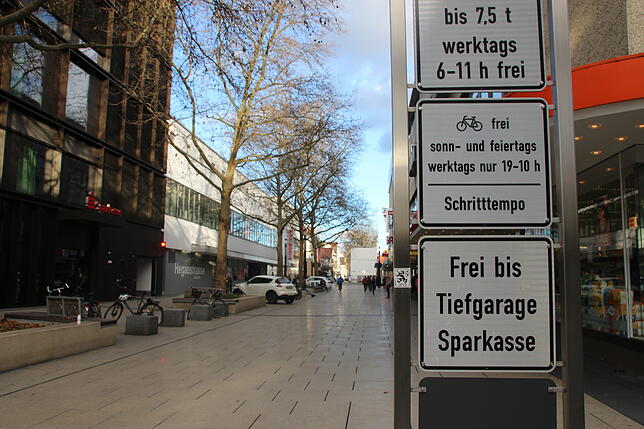 bis 7,5 t
werktags
6-11 h frei
frei
sonn- und feiertags
werktags nur 19-10 h
Schritttempo
Frei bis
Tiefgarage
Sparkasse
Hegaustrasse